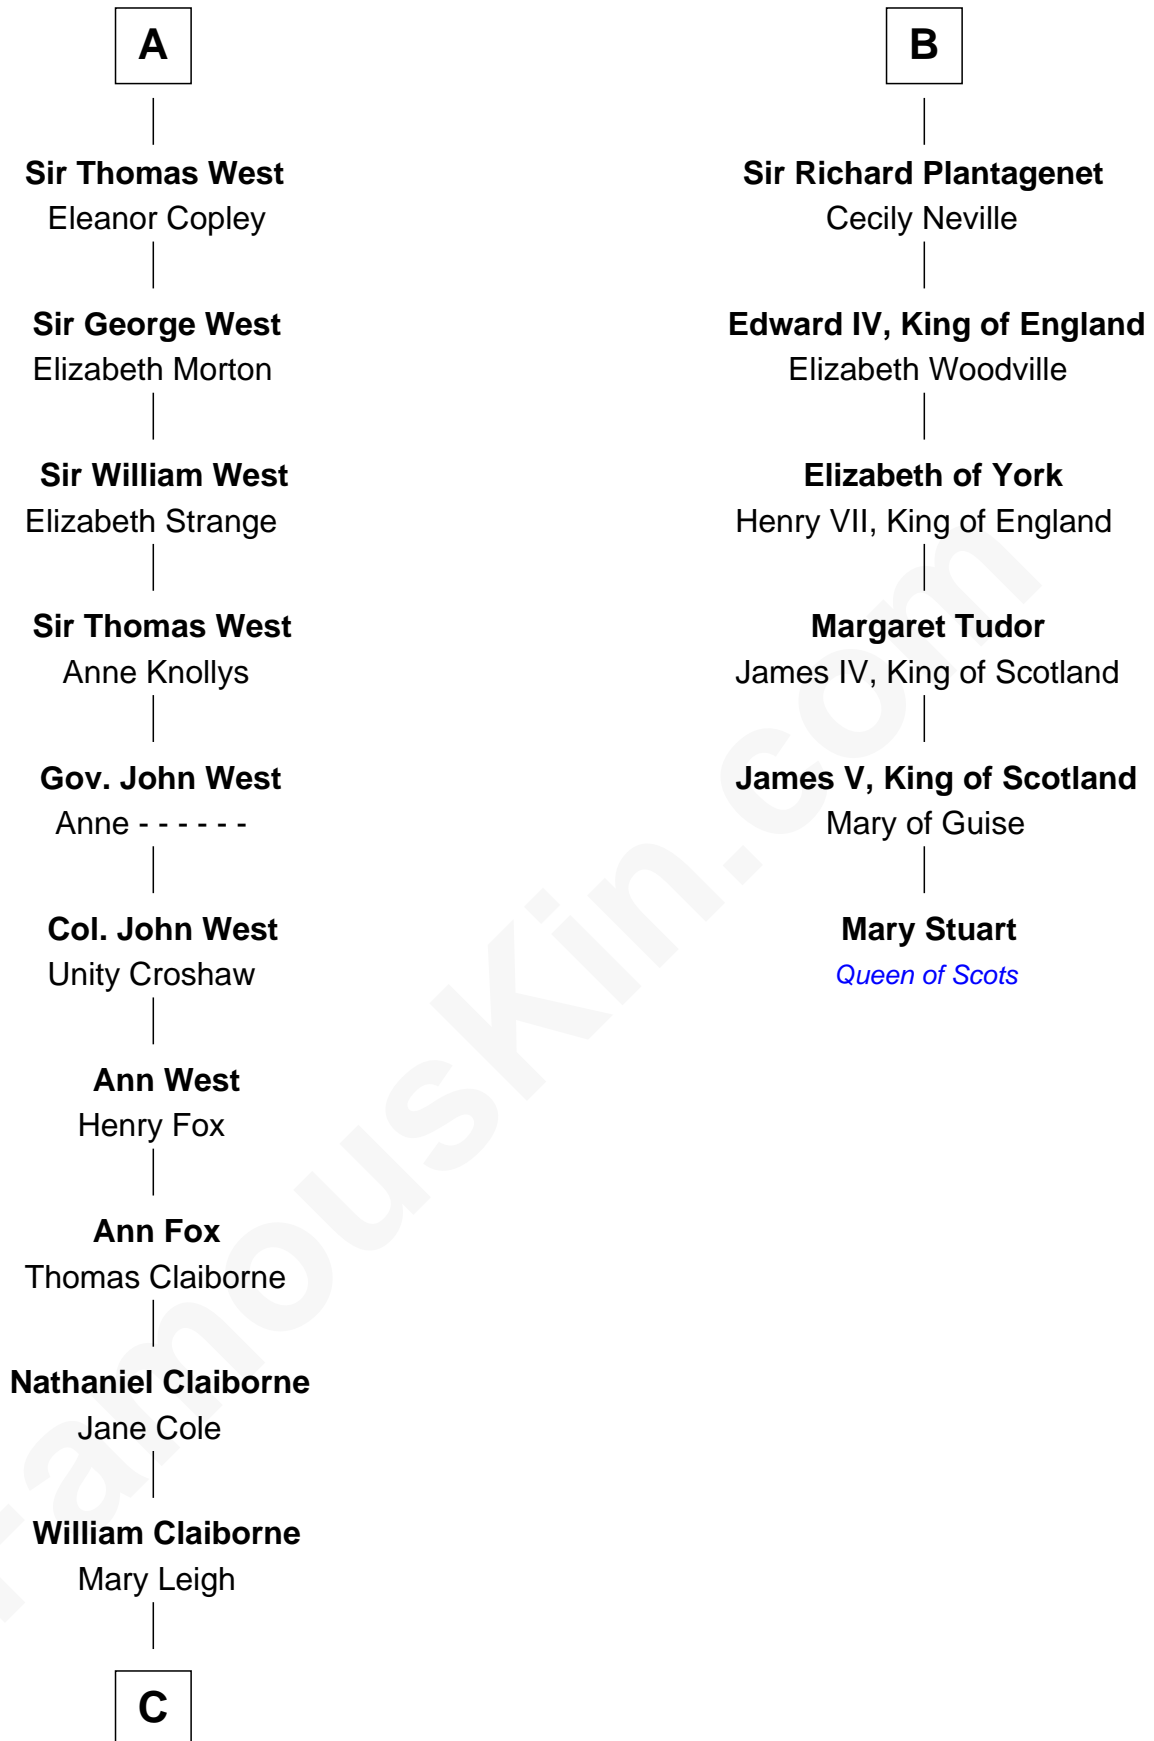 A
Sir Thomas West
Eleanor Copley
Sir George West
Elizabeth Morton
Sir William West
Elizabeth Strange
Sir Thomas West
Anne Knollys
Gov. John West
Anne - - - - - -
Col. John West
Unity Croshaw
Ann West
Henry Fox
Ann Fox
Thomas Claiborne
Nathaniel Claiborne
Jane Cole
William Claiborne
Mary Leigh
C
B
Sir Richard Plantagenet
Cecily Neville
Edward IV, King of England
Elizabeth Woodville
Elizabeth of York
Henry VII, King of England
Margaret Tudor
James IV, King of Scotland
James V, King of Scotland
Mary of Guise
Mary Stuart
Queen of Scots
FamousKin.com